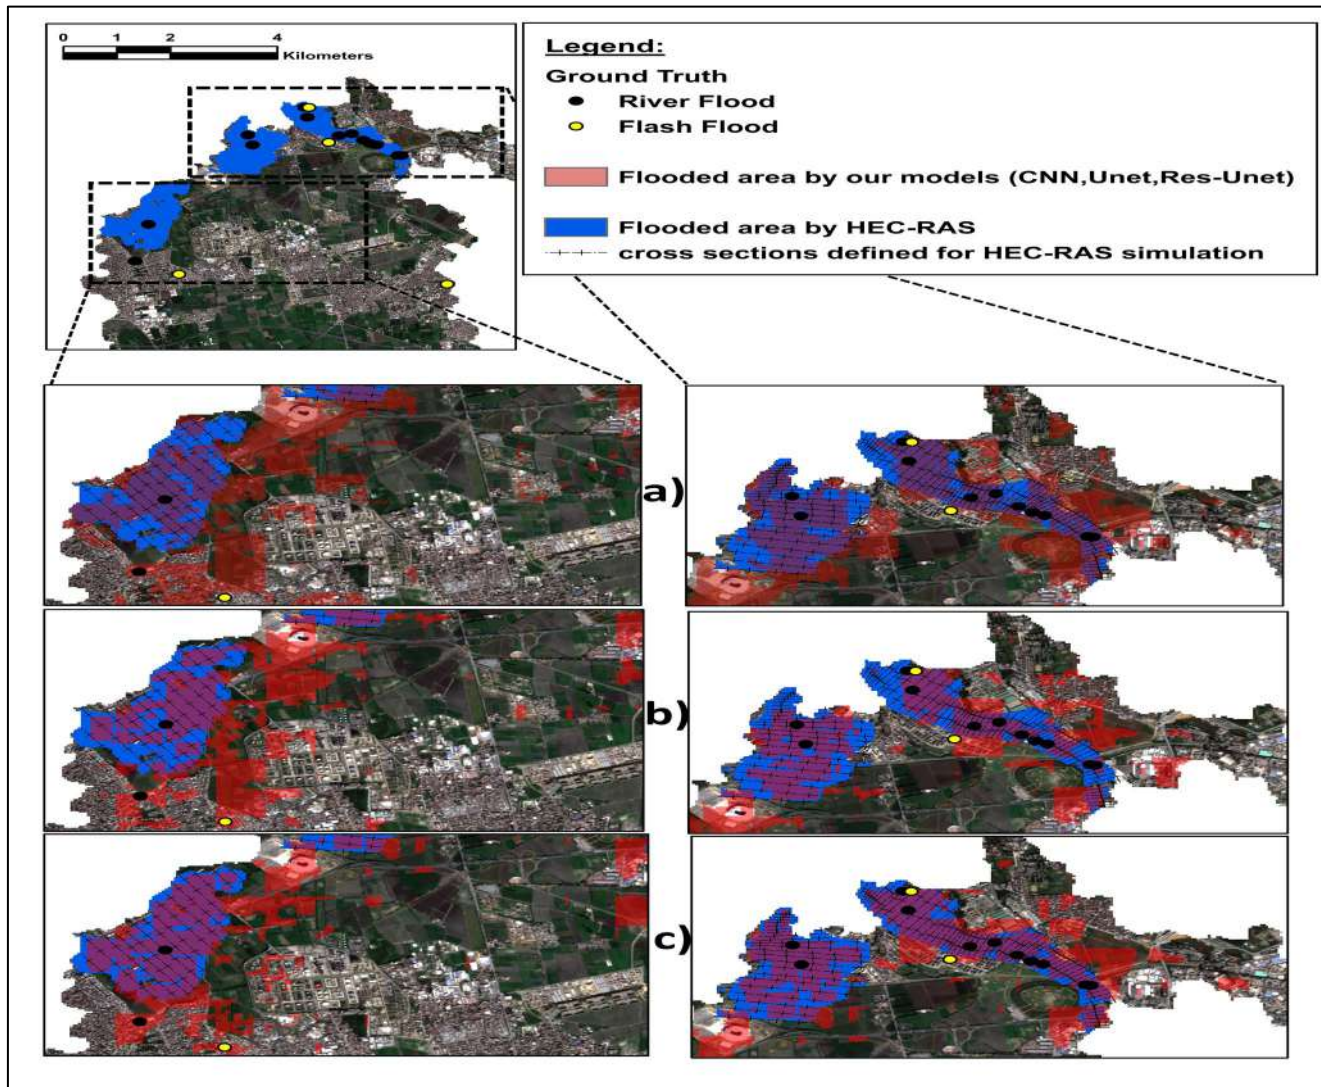 0 1 2 4
Kilometers
Legend:
Ground Truth
River Flood
Flash Flood
Flooded area by our models (CNN,Unet,Res-Unet)
Flooded area by HEC-RAS
cross sections defined for HEC-RAS simulation
a)
b)
c)